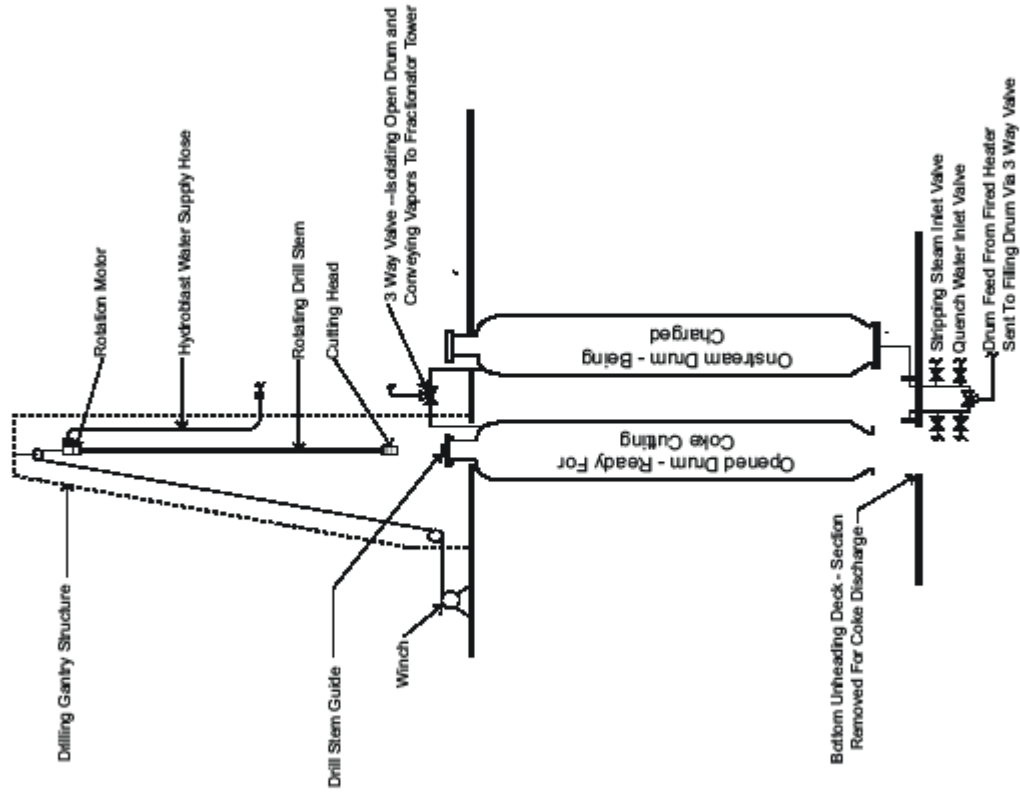 Drilling Gantry Structure
Rotation Motor
Hydroblast Water Supply Hose
Rotating Drill Stem
Cutting Head
3 Way Valve --Isolating Open Drum and
Conveying Vapors To Fractionator Tower
Drill Stem Guide
Winch
Opened Drum - Ready For
Coke Cutting
Onstream Drum - Being
Charged
Stripping Steam Inlet Valve
Quench Water Inlet Valve
Drum Feed From Fired Heater
Sent To Filling Drum Via 3 Way Valve
Bottom Unheading Deck - Section
Removed For Coke Discharge